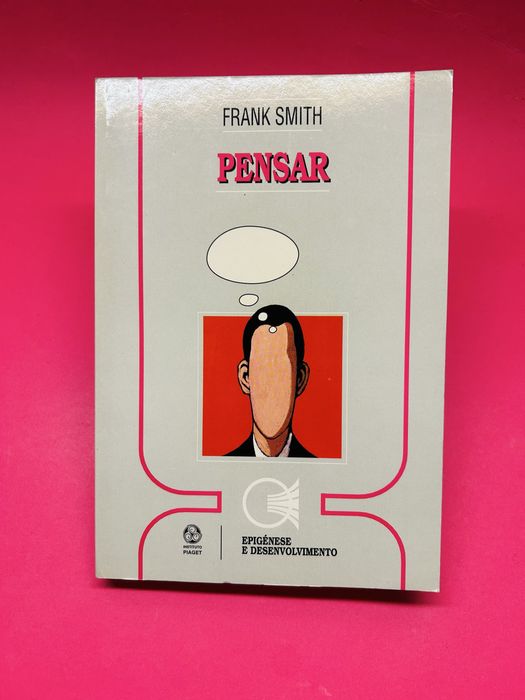 FRANK SMITH
PENSAR
INSTITUTO
PIAGET
EPIGÉNESE
E DESENVOLVIMENTO